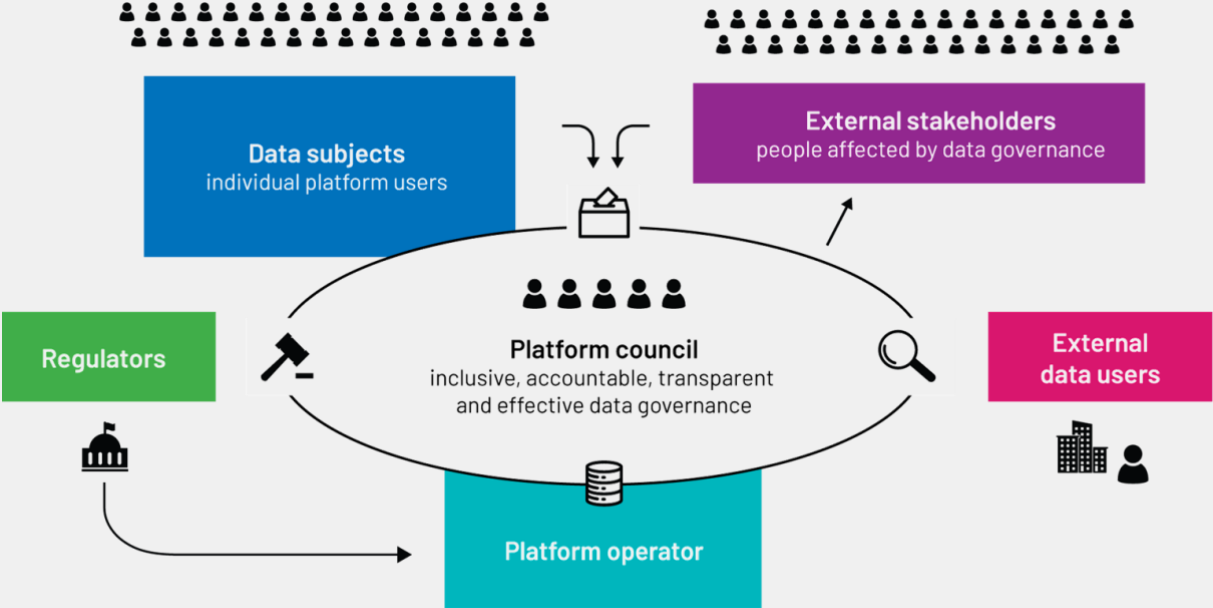 Data subjects
individual platform users
External stakeholders
people affected by data governance
Regulators
Platform council
inclusive, accountable, transparent
and effective data governance
External
data users
Platform operator